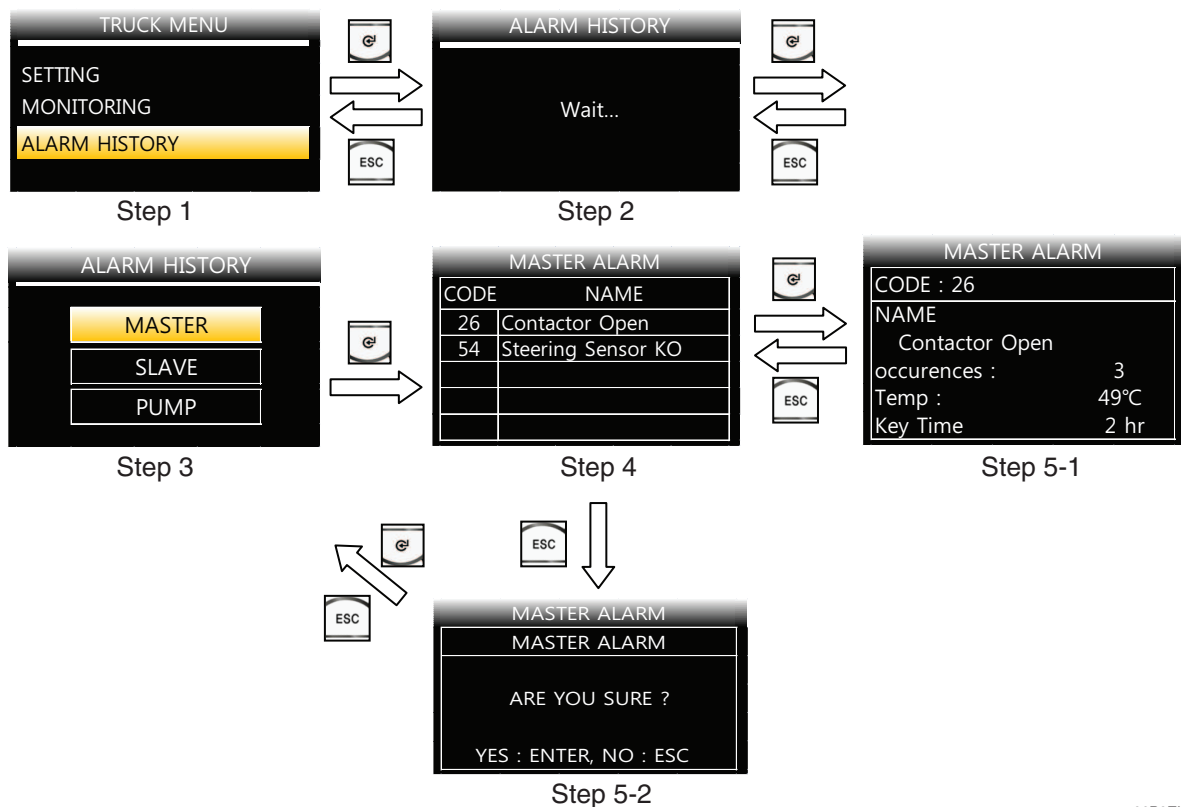 TRUCK MENU
SETTING
MONITORING
ALARM HISTORY
Step 1
ESC
ALARM HISTORY
Wait...
Step 2
ESC
ALARM HISTORY
MASTER
SLAVE
PUMP
Step 3
MASTER ALARM
CODE NAME
26 Contactor Open
54 Steering Sensor KO
Step 4
ESC
MASTER ALARM
CODE : 26
NAME
Contactor Open
occurences : 3
Temp : 49℃
Key Time 2 hr
Step 5-1
ESC
ESC
MASTER ALARM
MASTER ALARM
ARE YOU SURE ?
YES : ENTER, NO : ESC
Step 5-2